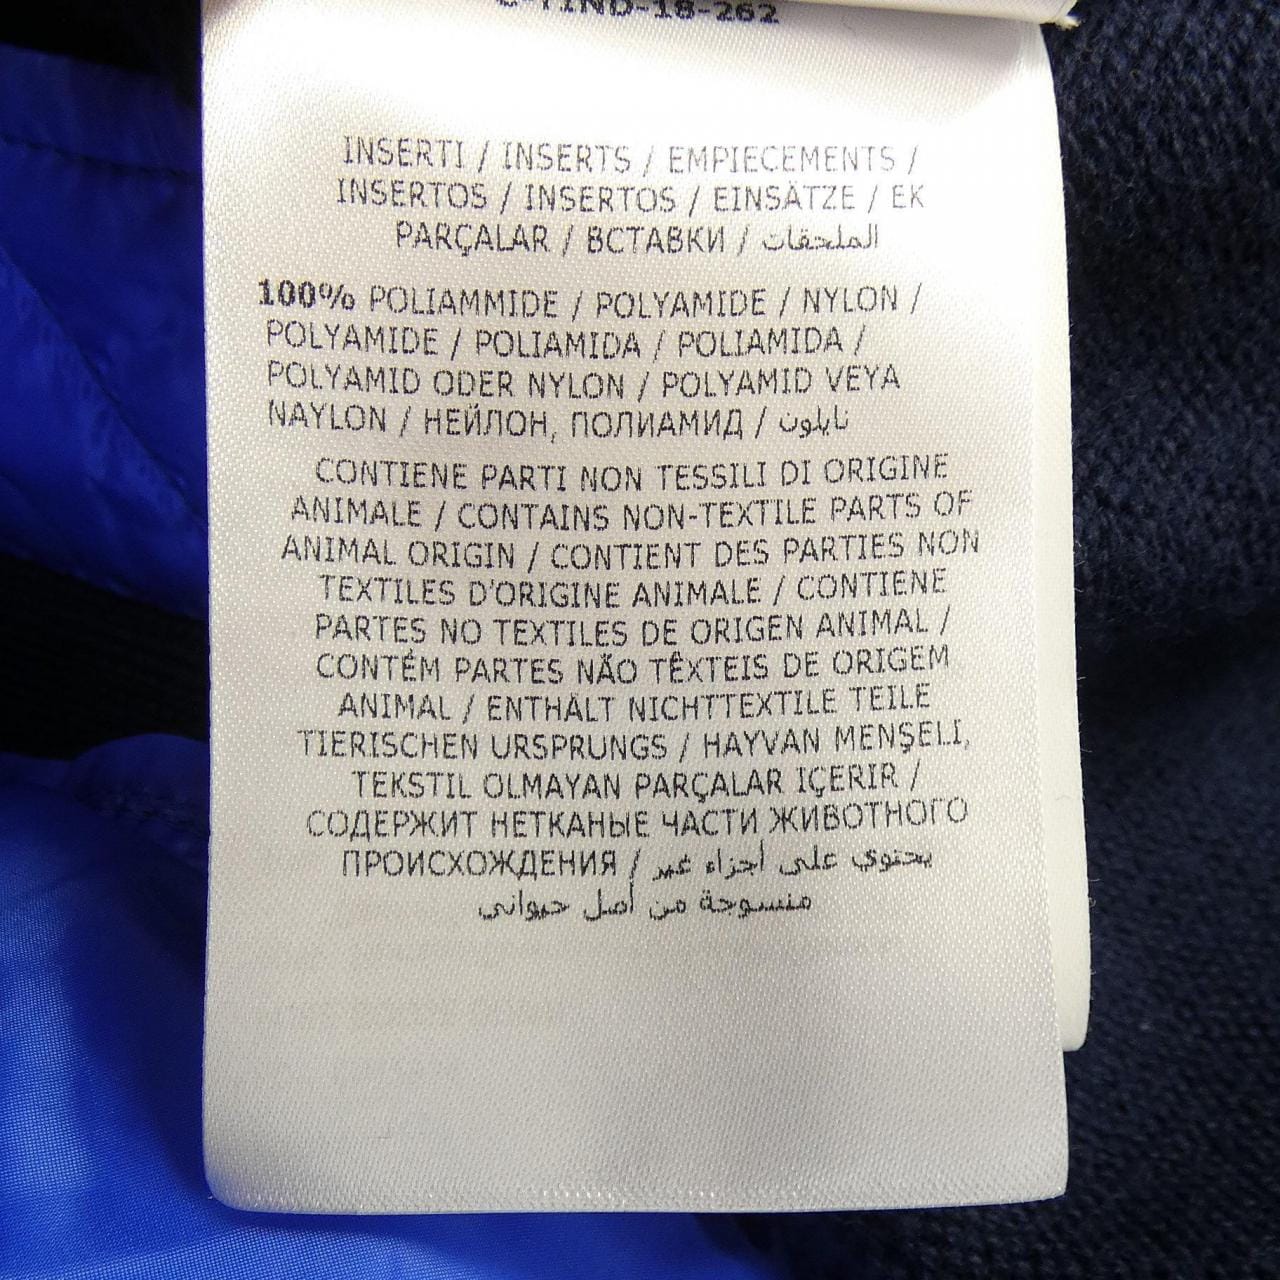 -18-262
INSERTI / INSERTS / EMPIECEMENTS /
INSERTOS / INSERTOS / EINSÄTZE / EK
PARÇALAR / ВСТАВКИ / الملحقات
100% POLIAMMIDE / POLYAMIDE / NYLON /
POLYAMIDE / POLIAMIDA / POLIAMIDA /
POLYAMID ODER NYLON / POLYAMID VEYA
NAYLON / НЕЙЛОН, ПОЛИАМИД / نايلون
CONTIENE PARTI NON TESSILI DI ORIGINE
ANIMALE / CONTAINS NON-TEXTILE PARTS OF
ANIMAL ORIGIN / CONTIENT DES PARTIES NON
TEXTILES D'ORIGINE ANIMALE / CONTIENE
PARTES NO TEXTILES DE ORIGEN ANIMAL /
CONTÉM PARTES NÃO TÊXTEIS DE ORIGEM
ANIMAL / ENTHÄLT NICHTTEXTILE TEILE
TIERISCHEN URSPRUNGS / HAYVAN MENŞELI,
TEKSTIL OLMAYAN PARÇALAR IÇERIR /
СОДЕРЖИТ НЕТКАНЫЕ ЧАСТИ ЖИВОТНОГО
ПРОИСХОЖДЕНИЯ / يحتوي على أجزاء غير
منسوجة من أصل حيواني